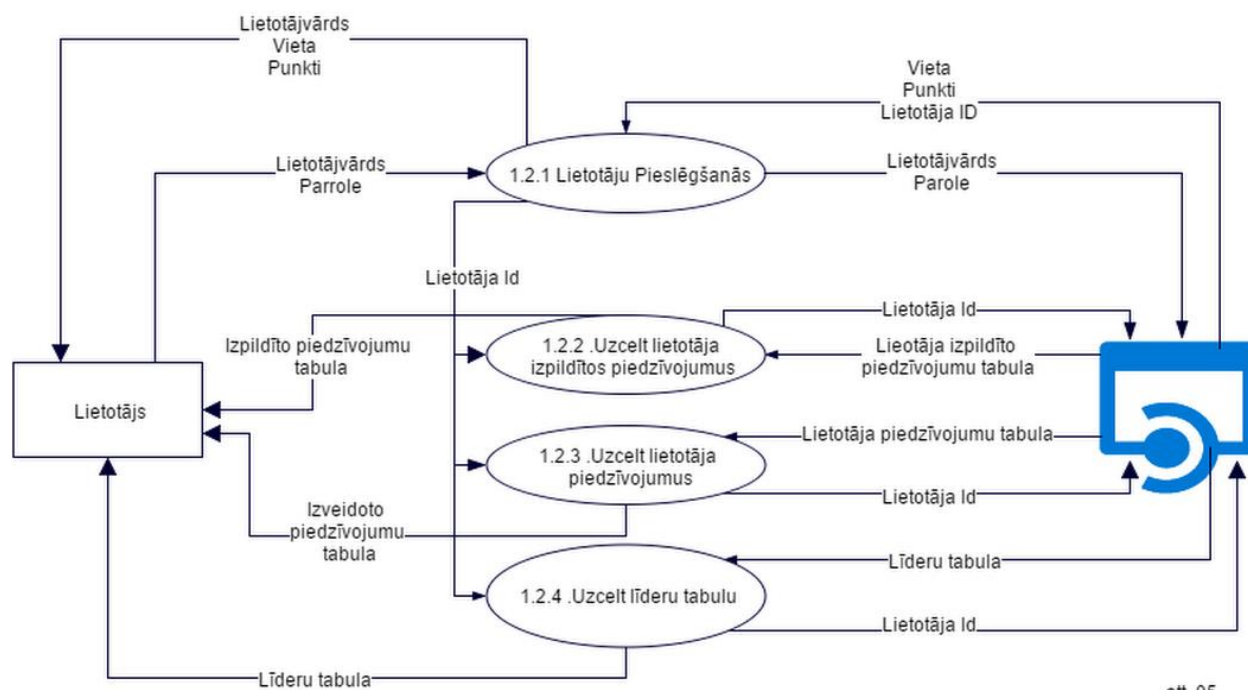 Lietotājvārds
Vieta
Punkti
Vieta
Punkti
Lietotāja ID
Lietotājvārds
Parrole
1.2.1 Lietotāju Pieslēgšanās
Lietotājvārds
Parole
Lietotāja Id
Lietotāja Id
Izpildīto piedzīvojumu
tabula
1.2.2 .Uzcelt lietotāja
izpildītos piedzīvojumus
Lieotāja izpildīto
piedzīvojumu tabula
Lietotājs
Lietotāja piedzīvojumu tabula
1.2.3 .Uzcelt lietotāja
piedzīvojumus
Lietotāja Id
Izveidoto
piedzīvojumu
tabula
Līderu tabula
1.2.4 .Uzcelt līderu tabulu
Lietotāja Id
Līderu tabula